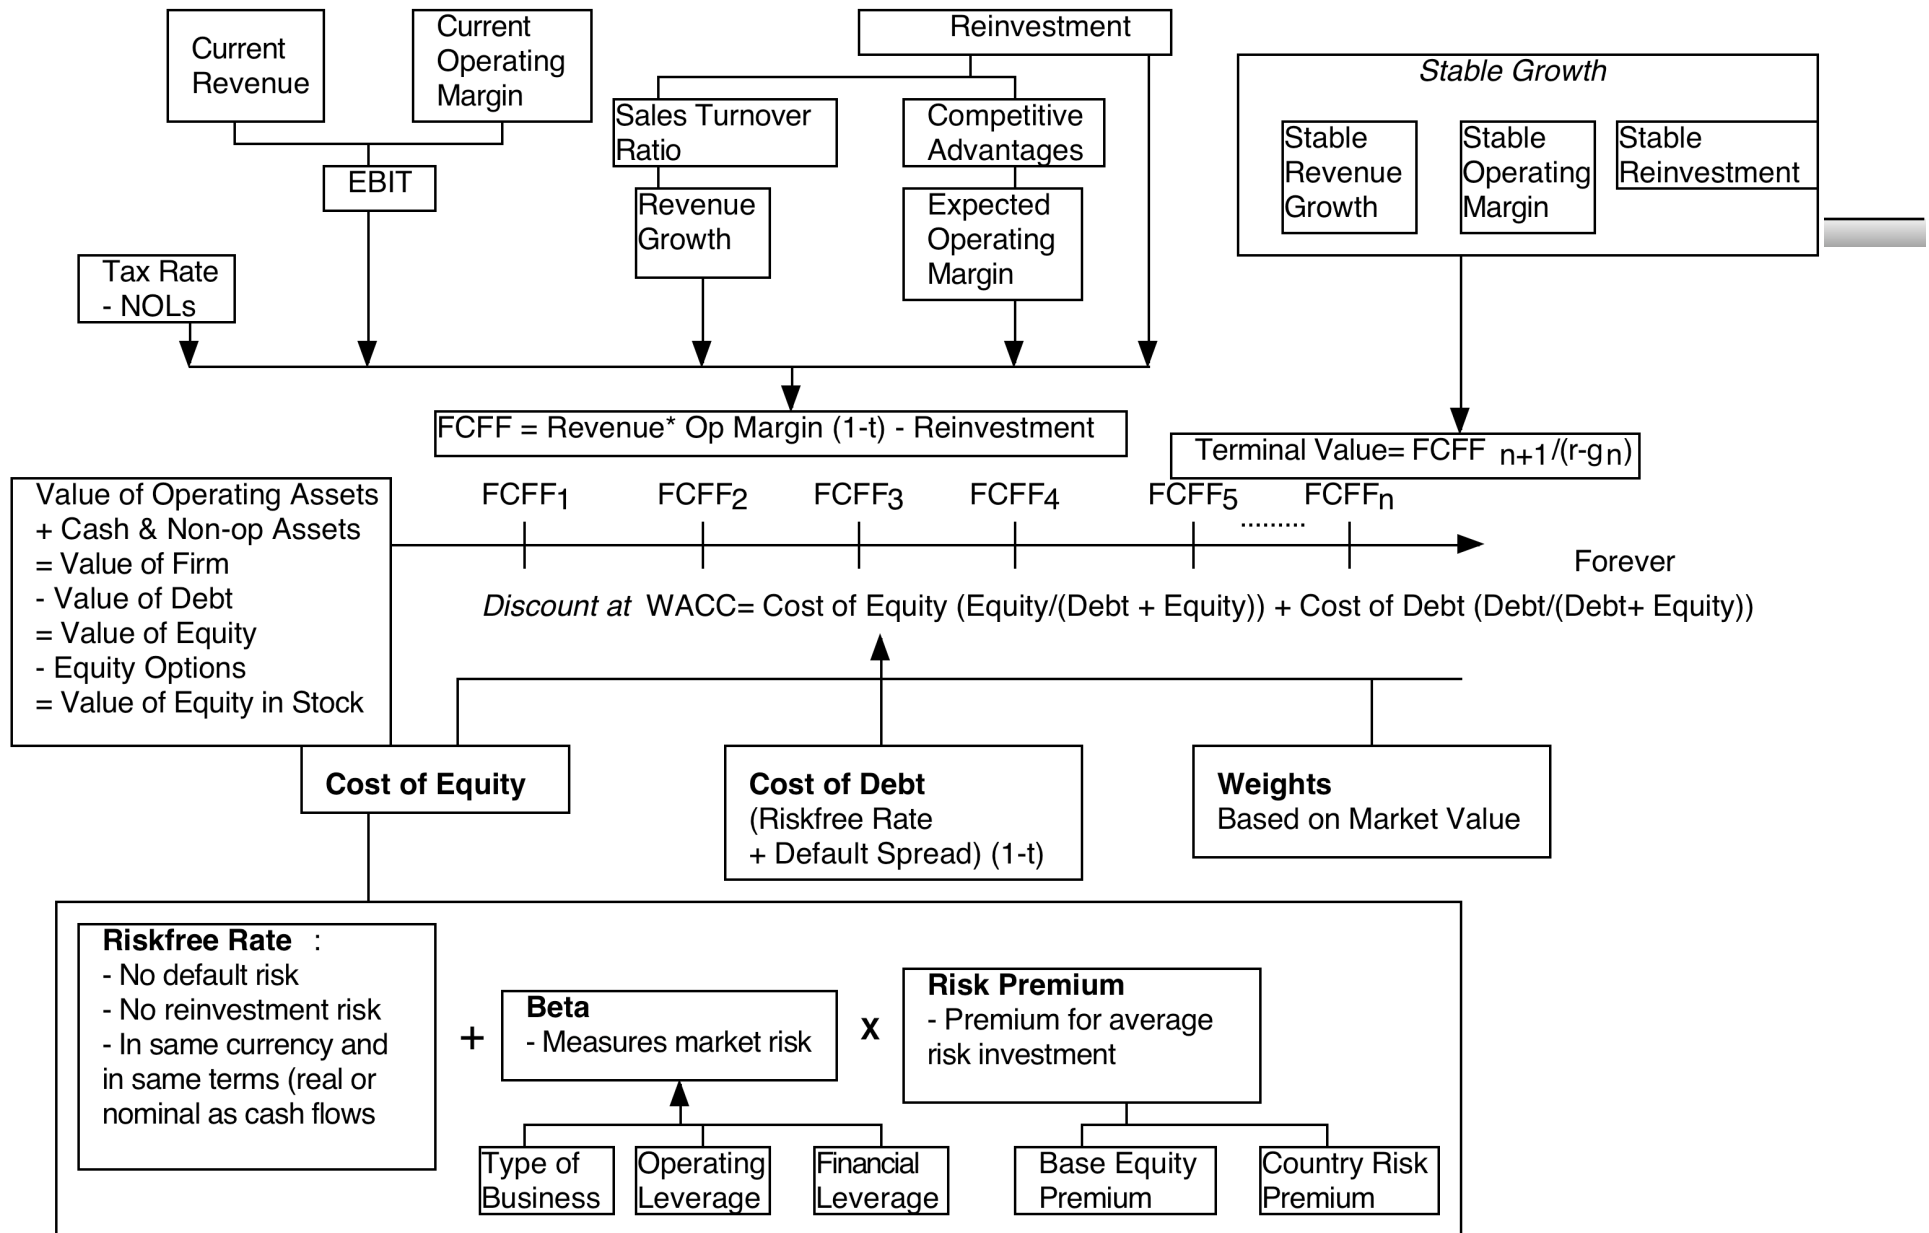 Current
Revenue
Current
Operating
Margin
Reinvestment
Stable Growth
Sales Turnover
Ratio
Competitive
Advantages
Stable
Revenue
Growth
Stable
Operating
Margin
Stable
Reinvestment
EBIT
Revenue
Growth
Expected
Operating
Margin
Tax Rate
- NOLs
FCFF = Revenue* Op Margin (1-t) - Reinvestment
Terminal Value= FCFF n+1/(r-gn)
Value of Operating Assets
+ Cash & Non-op Assets
= Value of Firm
- Value of Debt
= Value of Equity
- Equity Options
= Value of Equity in Stock
FCFF1 FCFF2 FCFF3 FCFF4 FCFF5 ......... FCFFn
Forever
Discount at WACC= Cost of Equity (Equity/(Debt + Equity)) + Cost of Debt (Debt/(Debt+ Equity))
Cost of Equity
Cost of Debt
(Riskfree Rate
+ Default Spread) (1-t)
Weights
Based on Market Value
Riskfree Rate :
- No default risk
- No reinvestment risk
- In same currency and
in same terms (real or
nominal as cash flows
+
Beta
- Measures market risk
X
Risk Premium
- Premium for average
risk investment
Type of
Business
Operating
Leverage
Financial
Leverage
Base Equity
Premium
Country Risk
Premium